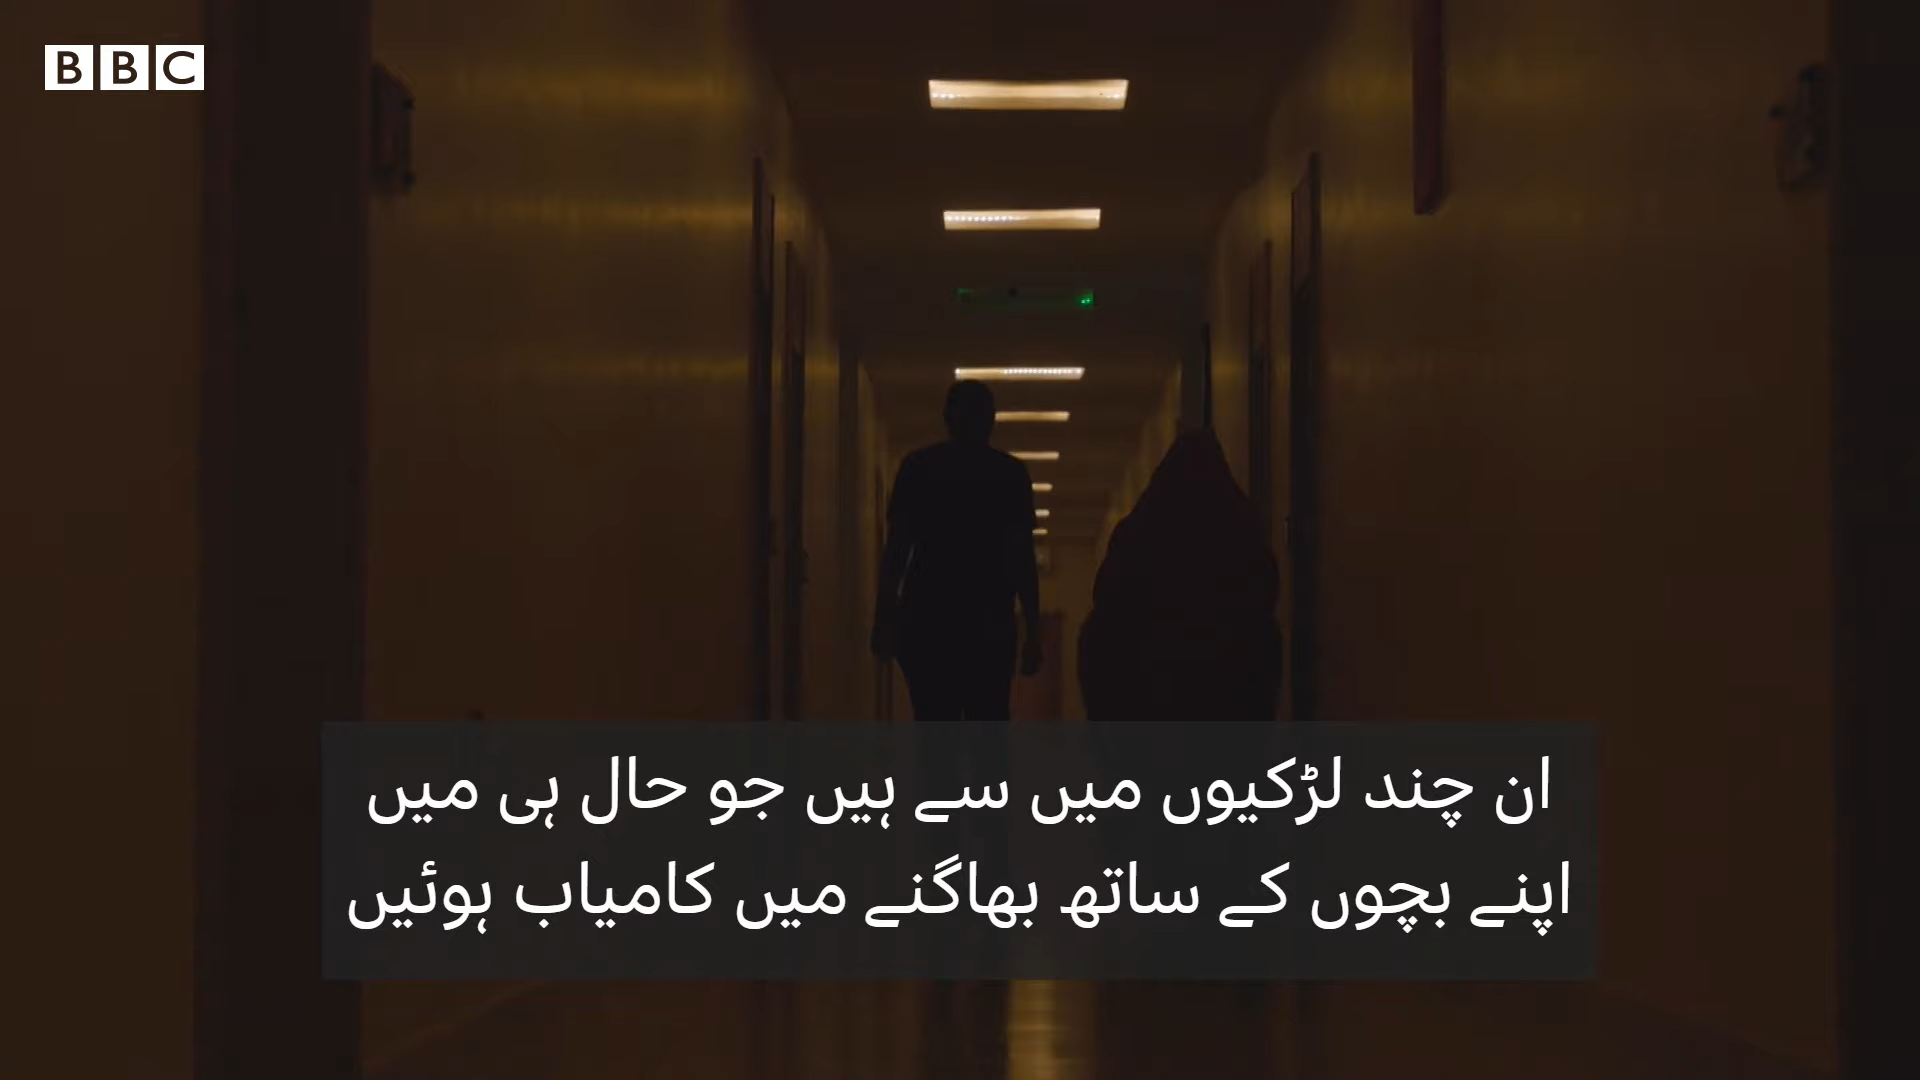 BBC
ان چند لڑکیوں میں سے ہیں جو حال ہی میں
اپنے بچوں کے ساتھ بھاگنے میں کامیاب ہوئیں